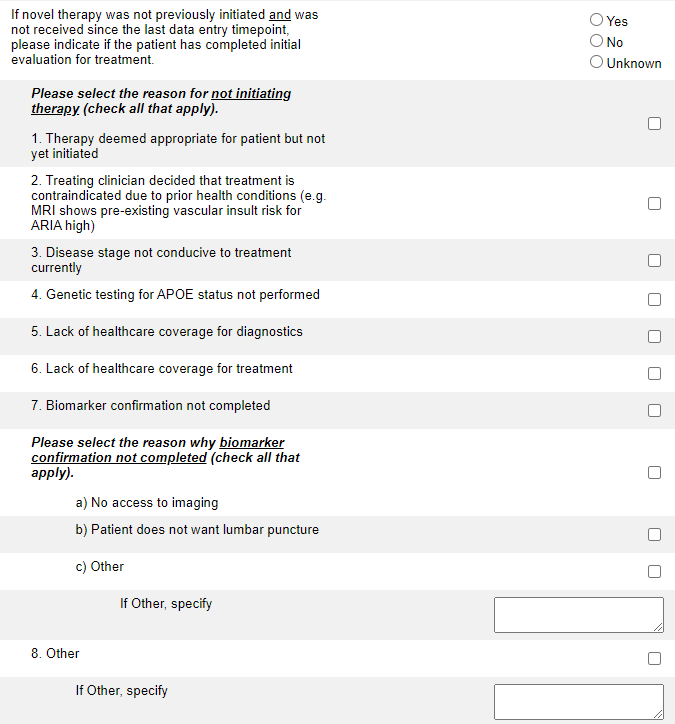 If novel therapy was not previously initiated and was
not received since the last data entry timepoint,
please indicate if the patient has completed initial
evaluation for treatment.
Yes
No
Unknown
Please select the reason for not initiating
therapy (check all that apply).
1. Therapy deemed appropriate for patient but not
yet initiated
2. Treating clinician decided that treatment is
contraindicated due to prior health conditions (e.g.
MRI shows pre-existing vascular insult risk for
ARIA high)
3. Disease stage not conducive to treatment
currently
4. Genetic testing for APOE status not performed
5. Lack of healthcare coverage for diagnostics
6. Lack of healthcare coverage for treatment
7. Biomarker confirmation not completed
Please select the reason why biomarker
confirmation not completed (check all that
apply).
a) No access to imaging
b) Patient does not want lumbar puncture
c) Other
If Other, specify
8. Other
If Other, specify